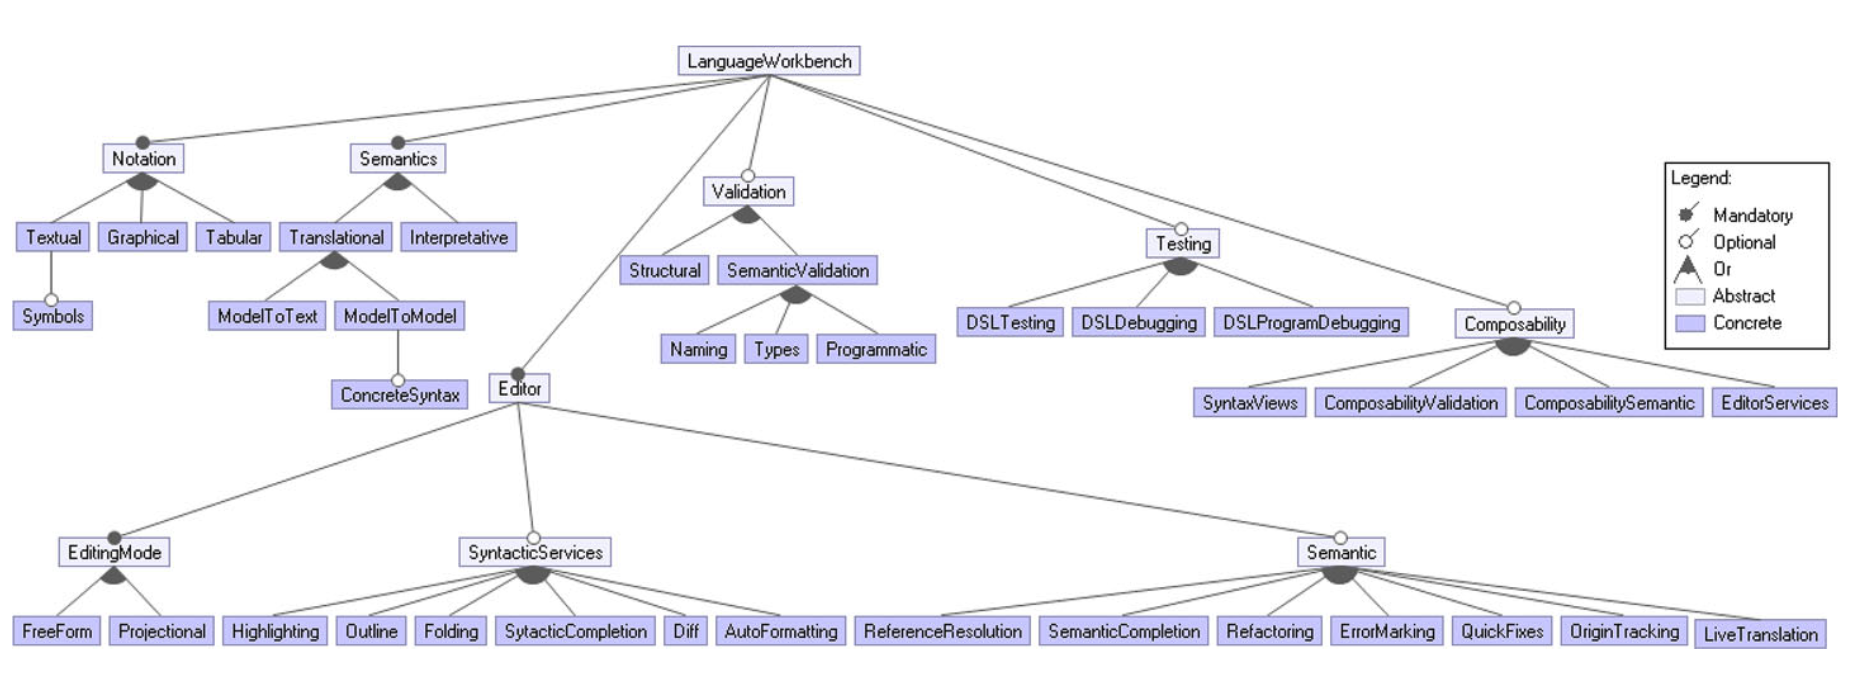 LanguageWorkbench
Notation
Semantics
Validation
Testing
Composability
Textual
Graphical
Tabular
Translational
Interpretative
Structural
SemanticValidation
Symbols
ModelToText
ModelToModel
Naming
Types
Programmatic
DSLTesting
DSLDebugging
DSLProgramDebugging
ConcreteSyntax
Editor
SyntaxViews
ComposabilityValidation
ComposabilitySemantic
EditorServices
Legend:
Mandatory
Optional
Or
Abstract
Concrete
EditingMode
SyntacticServices
Semantic
FreeForm
Projectional
Highlighting
Outline
Folding
SytacticCompletion
Diff
AutoFormatting
ReferenceResolution
SemanticCompletion
Refactoring
ErrorMarking
QuickFixes
OriginTracking
LiveTranslation